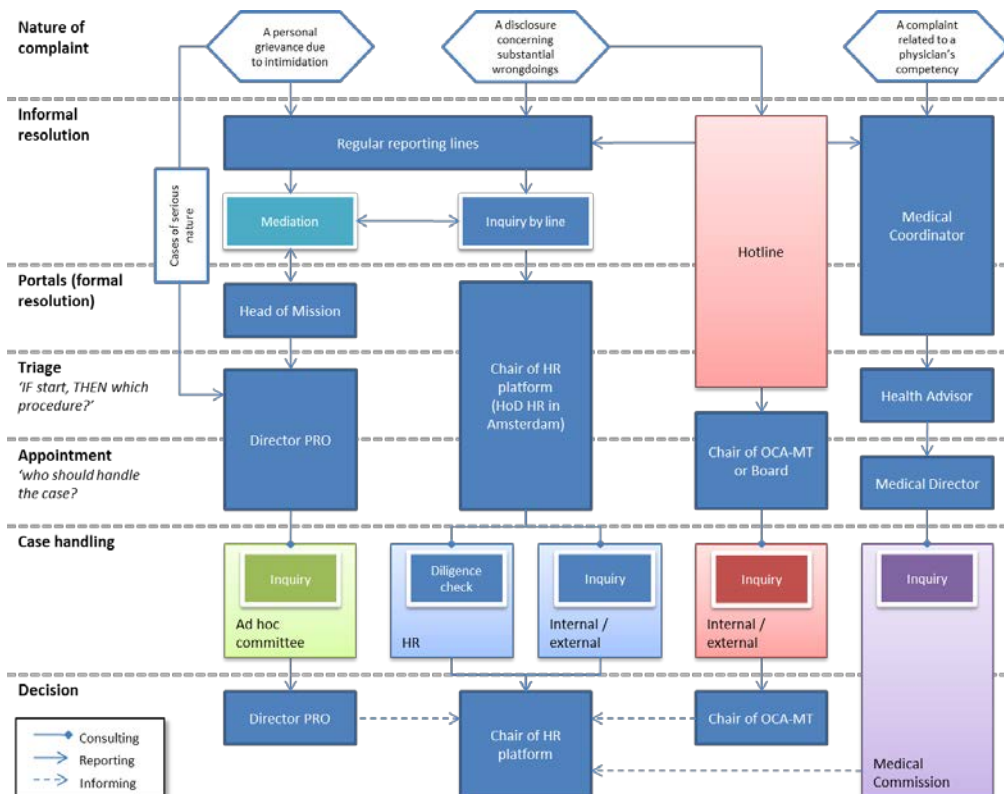 Nature of
complaint
A personal
grievance due
to intimidation
A disclosure
concerning
substantial
wrongdoings
A complaint
related to a
physician's
competency
Informal
resolution
Regular reporting lines
Cases of serious
nature
Mediation
Inquiry by line
Hotline
Medical
Coordinator
Portals (formal
resolution)
Head of Mission
Chair of HR
platform
(HoD HR in
Amsterdam)
Triage
'IF start, THEN which
procedure?'
Director PRO
Health Advisor
Appointment
'who should handle
the case?
Chair of OCA-MT
or Board
Medical Director
Case handling
Inquiry
Ad hoc
committee
Diligence
check
HR
Inquiry
Internal /
external
Inquiry
Internal /
external
Inquiry
Decision
Director PRO
Chair of HR
platform
Chair of OCA-MT
Medical
Commission
Consulting
Reporting
Informing